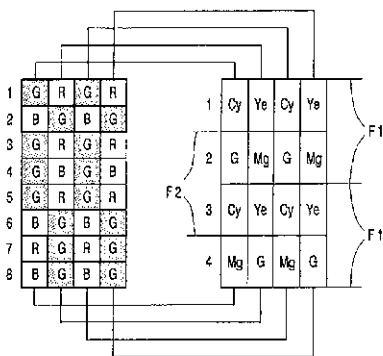 1 G R G R
2 B G B G
3 G R G R
4 G B G B
5 G R G R
6 B G B G
7 R G R G
8 B G B G
1 Cy Ye Cy Ye
2 G Mg G Mg
3 Cy Ye Cy Ye
4 Mg G Mg G
F1
F2
F1